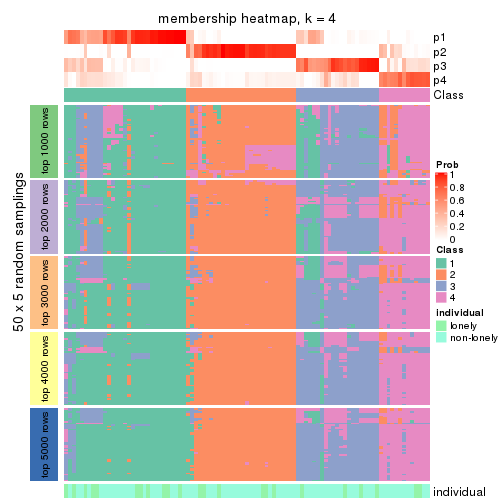 membership heatmap, k = 4
p1
p2
p3
p4
Class
50 x 5 random samplings
top 1000 rows
top 2000 rows
top 3000 rows
top 4000 rows
top 5000 rows
Prob
1
0.8
0.6
0.4
0.2
0
Class
1
2
3
4
individual
lonely
non-lonely
individual